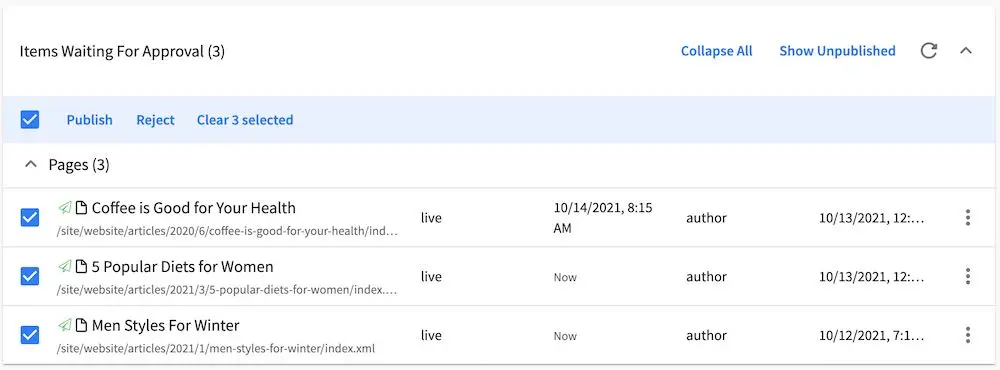 Items Waiting For Approval (3) Collapse All Show Unpublished
Publish Reject Clear 3 selected
Pages (3)
Coffee is Good for Your Health
/site/website/articles/2020/6/coffee-is-good-for-your-health/ind…
live
10/14/2021, 8:15
AM
author
10/13/2021, 12:…
5 Popular Diets for Women
/site/website/articles/2021/3/5-popular-diets-for-women/index.…
live
Now
author
10/13/2021, 12:…
Men Styles For Winter
/site/website/articles/2021/1/men-styles-for-winter/index.xml
live
Now
author
10/12/2021, 7:1…